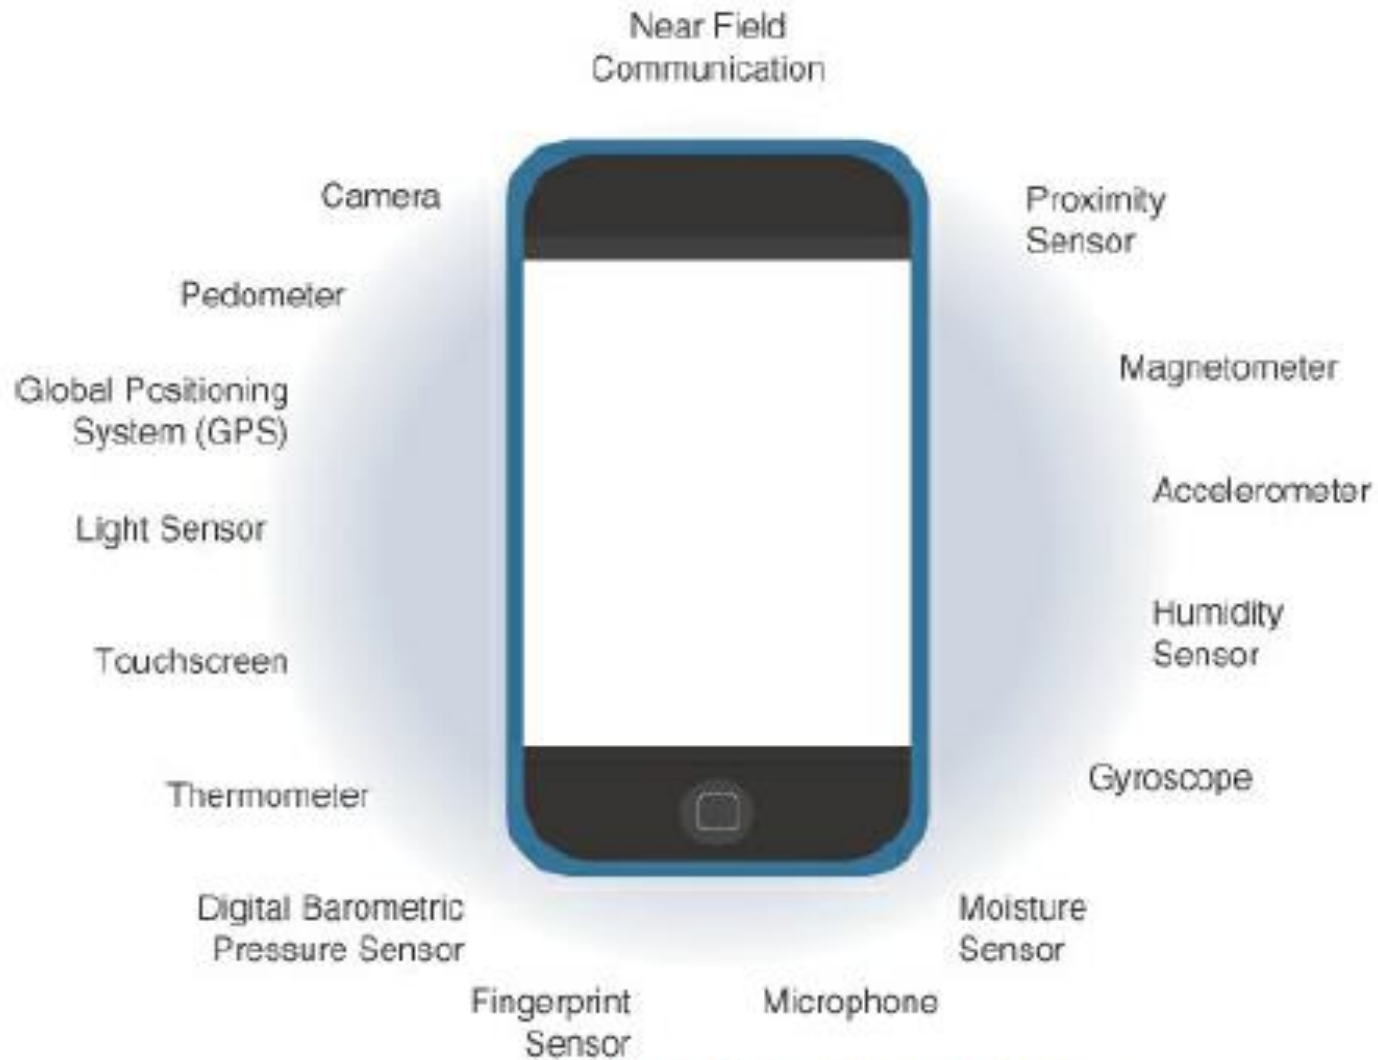 Near Field
Communication
Camera
Proximity
Sensor
Pedometer
Magnetometer
Global Positioning
System (GPS)
Accelerometer
Light Sensor
Humidity
Sensor
Touchscreen
Gyroscope
Thermometer
Digital Barometric
Pressure Sensor
Moisture
Sensor
Fingerprint
Sensor
Microphone